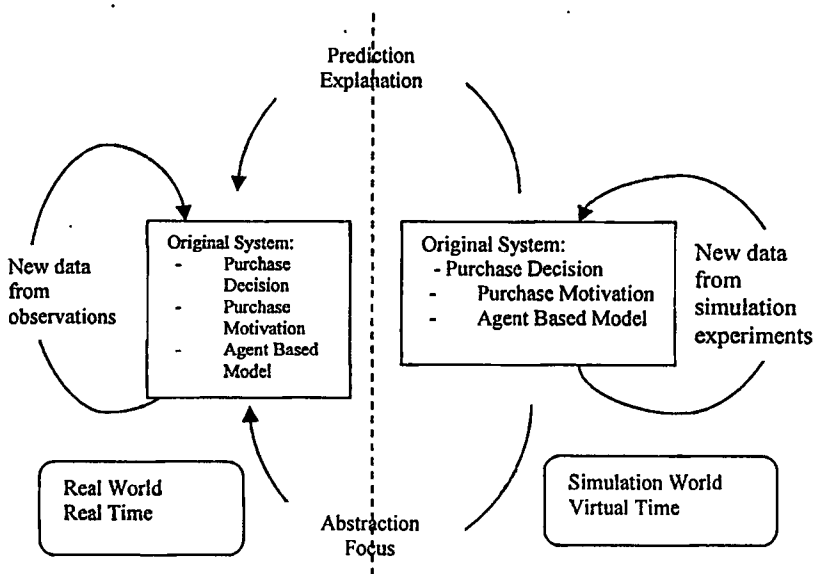 Prediction
Explanation
Original System:
- Purchase
Decision
- Purchase
Motivation
- Agent Based
Model
New data
from
observations
Original System:
- Purchase Decision
- Purchase Motivation
- Agent Based Model
New data
from
simulation
experiments
Real World
Real Time
Simulation World
Virtual Time
Abstraction
Focus